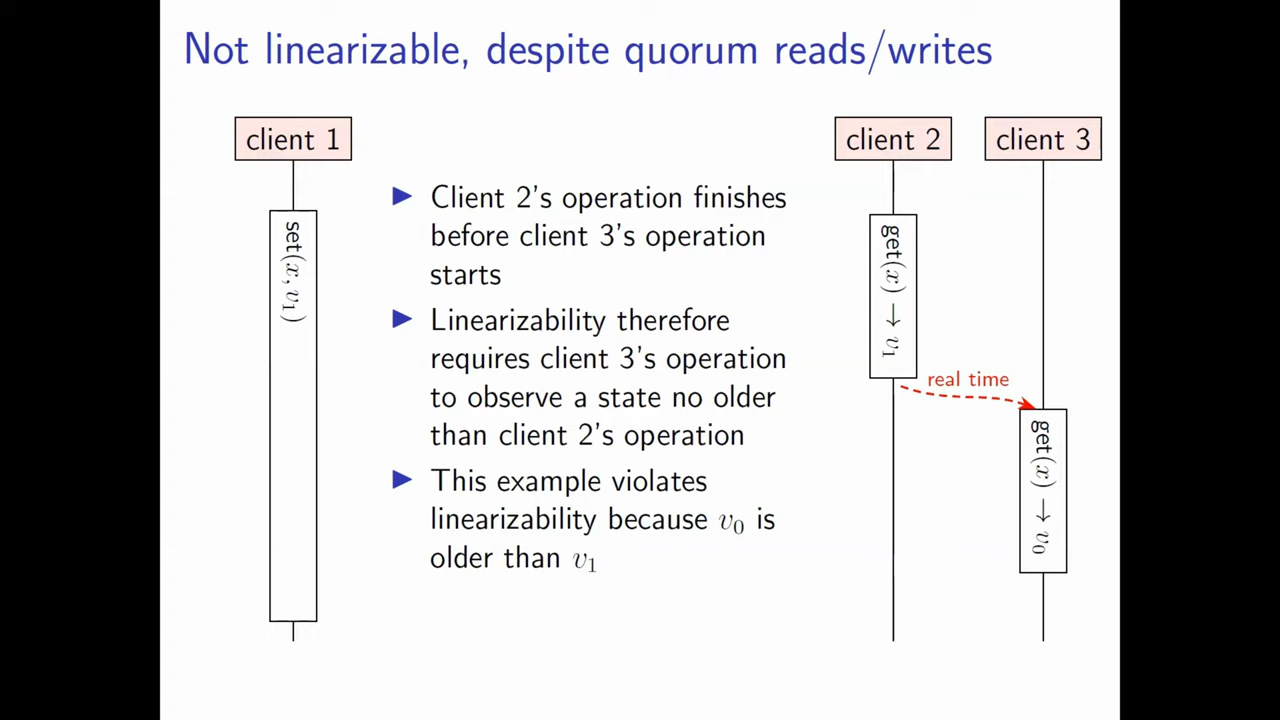 Not linearizable, despite quorum reads/writes
client 1
client 2
client 3
set(x, v₁)
▶ Client 2's operation finishes
before client 3's operation
starts
▶ Linearizability therefore
requires client 3's operation
to observe a state no older
than client 2's operation
▶ This example violates
linearizability because v₀ is
older than v₁
get(x) → v₁
real time
get(x) → v₀